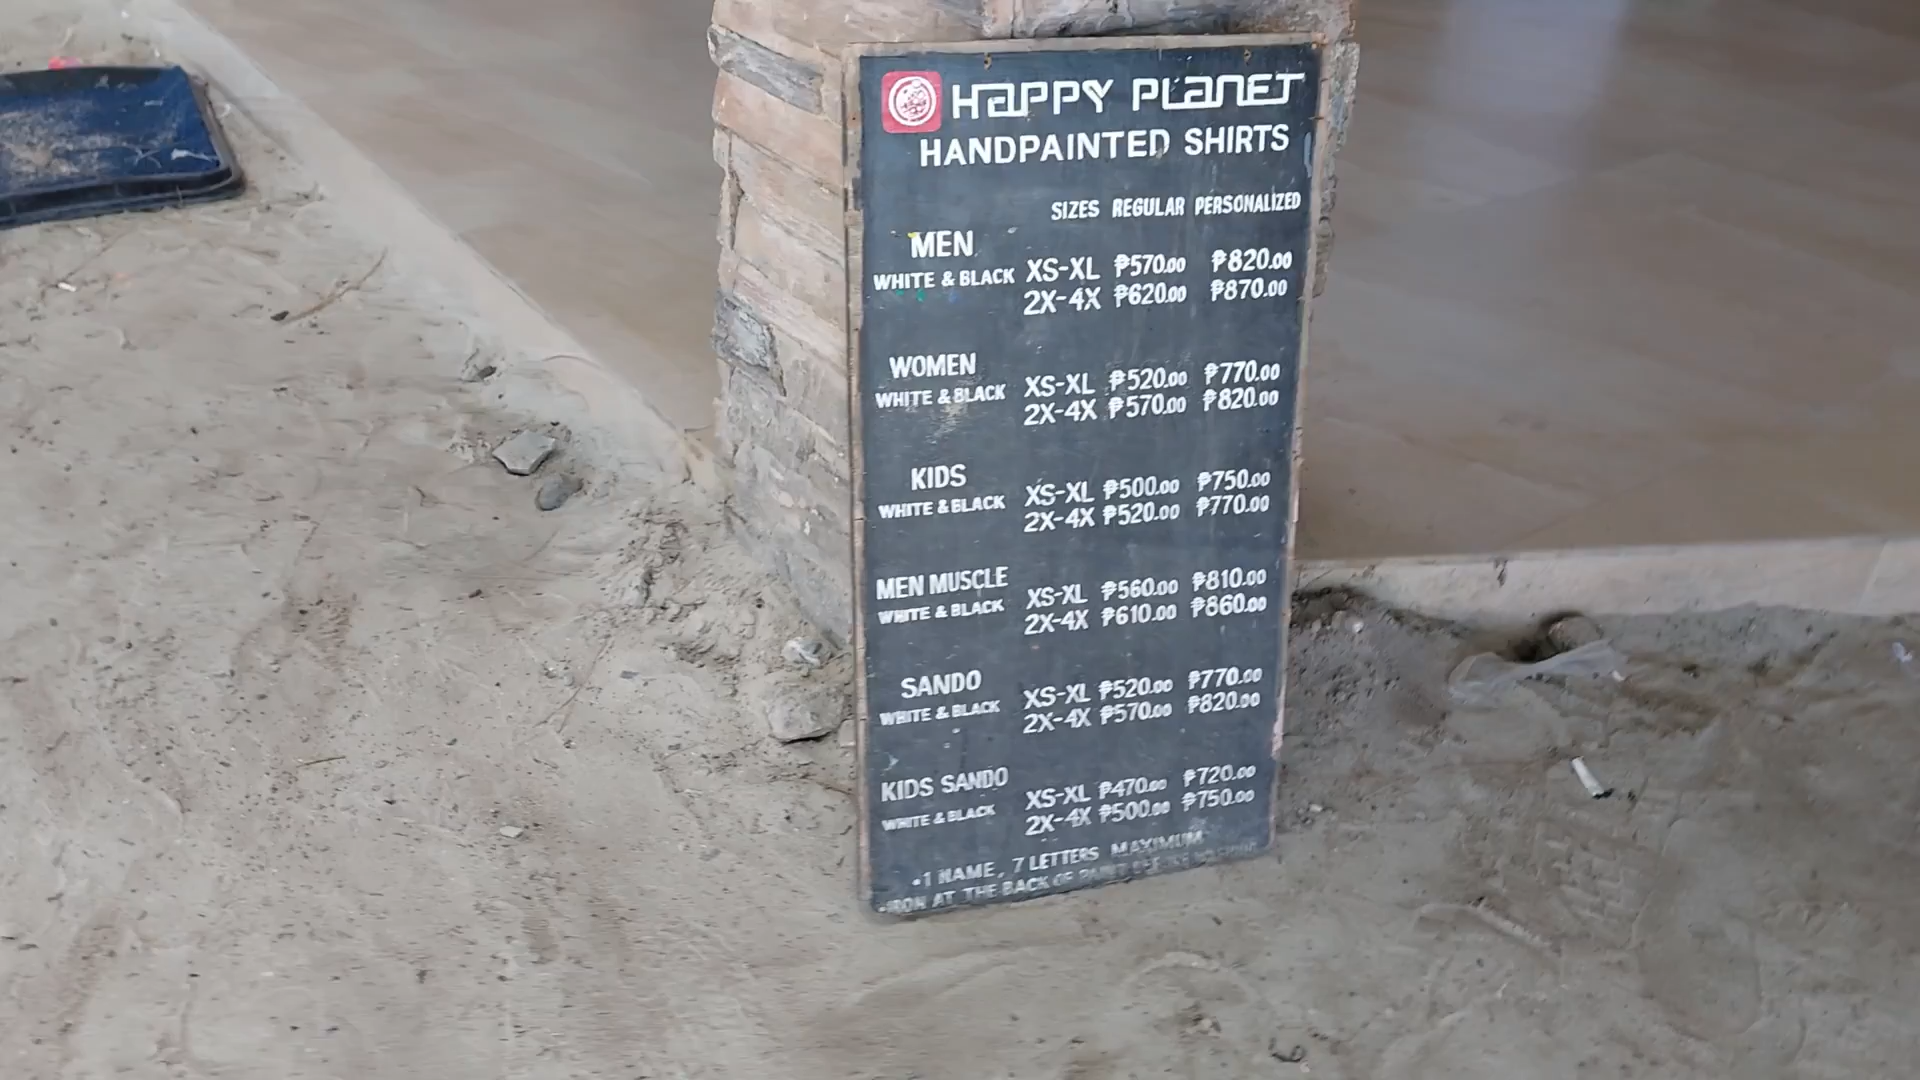 HAPPY PLANET
HANDPAINTED SHIRTS
SIZES REGULAR PERSONALIZED
MEN
WHITE & BLACK XS-XL ₱570.00 ₱820.00
2X-4X ₱620.00 ₱870.00
WOMEN
WHITE & BLACK XS-XL ₱520.00 ₱770.00
2X-4X ₱570.00 ₱820.00
KIDS
WHITE & BLACK XS-XL ₱500.00 ₱750.00
2X-4X ₱520.00 ₱770.00
MEN MUSCLE
WHITE & BLACK XS-XL ₱560.00 ₱810.00
2X-4X ₱610.00 ₱860.00
SANDO
WHITE & BLACK XS-XL ₱520.00 ₱770.00
2X-4X ₱570.00 ₱820.00
KIDS SANDO
WHITE & BLACK XS-XL ₱470.00 ₱720.00
2X-4X ₱500.00 ₱750.00
•1 NAME, 7 LETTERS MAXIMUM
•IRON AT THE BACK OF PAINT BEFORE